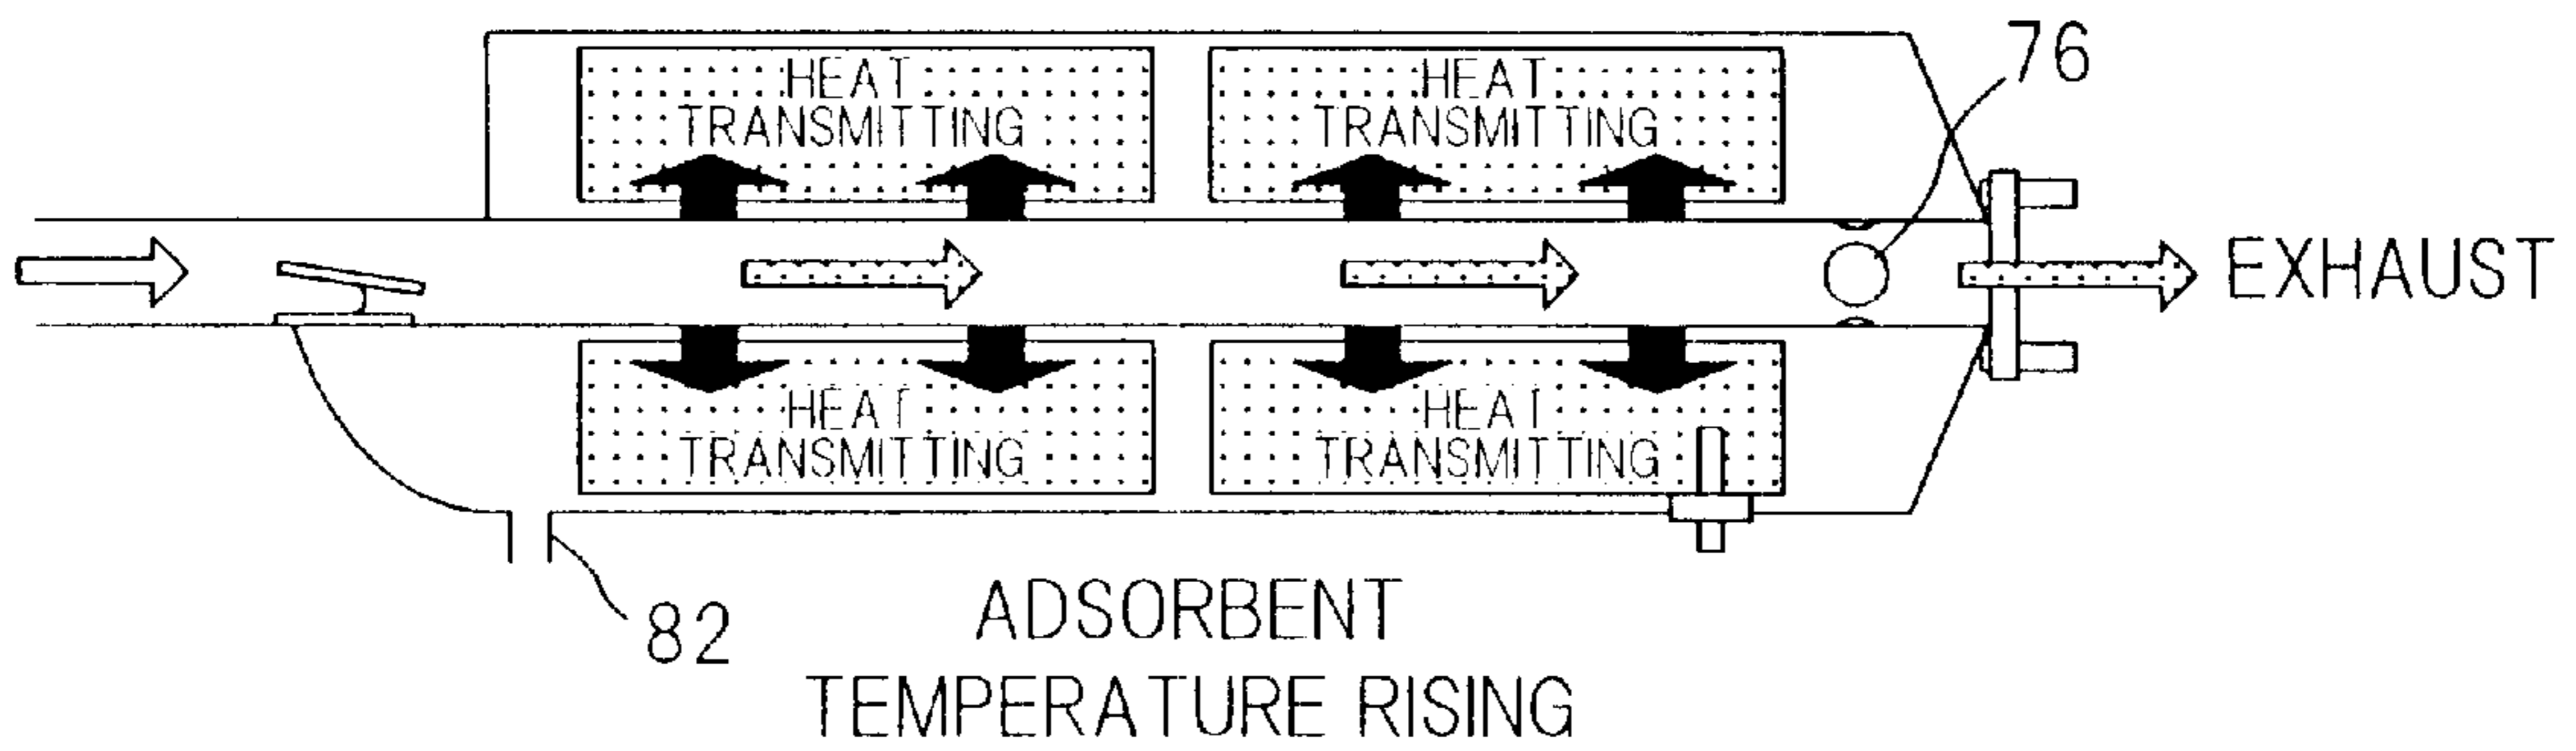 76
HEAT
TRANSMITTING
HEAT
TRANSMITTING
EXHAUST
HEAT
TRANSMITTING
HEAT
TRANSMITTING
82
ADSORBENT
TEMPERATURE RISING